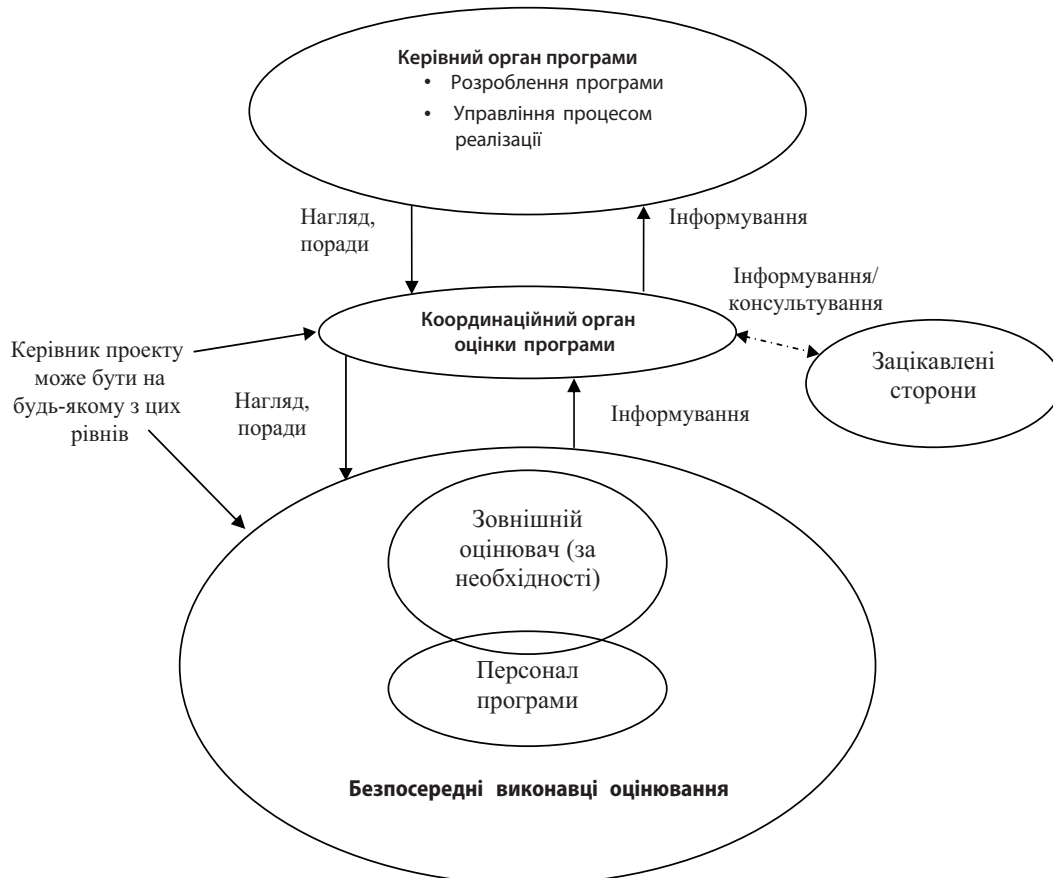 Керівний орган програми
• Розроблення програми
• Управління процесом
реалізації
Нагляд,
поради
Інформування
Інформування/
консультування
Координаційний орган
оцінки програми
Зацікавлені
сторони
Керівник проекту
може бути на
будь-якому з цих
рівнів
Нагляд,
поради
Інформування
Зовнішній
оцінювач (за
необхідності)
Персонал
програми
Безпосередні виконавці оцінювання